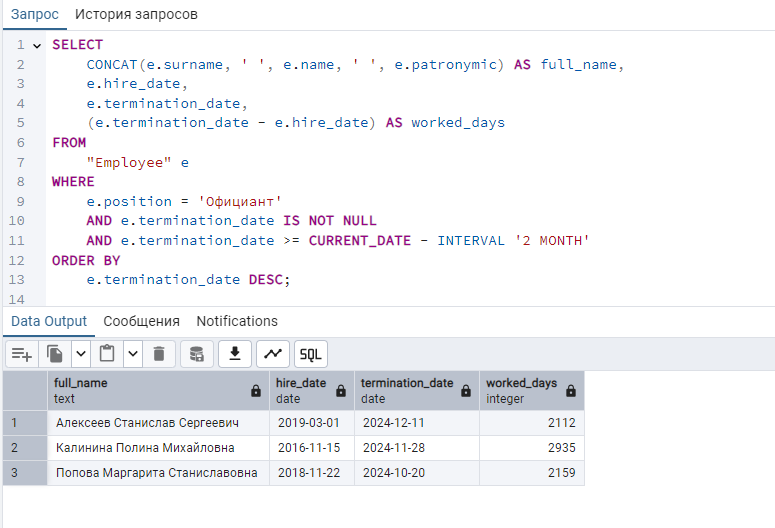 Запрос История запросов
1 SELECT
2 CONCAT(e.surname, ' ', e.name, ' ', e.patronymic) AS full_name,
3 e.hire_date,
4 e.termination_date,
5 (e.termination_date - e.hire_date) AS worked_days
6 FROM
7 "Employee" e
8 WHERE
9 e.position = 'Официант'
10 AND e.termination_date IS NOT NULL
11 AND e.termination_date >= CURRENT_DATE - INTERVAL '2 MONTH'
12 ORDER BY
13 e.termination_date DESC;
14
Data Output Сообщения Notifications
SQL
full_name hire_date termination_date worked_days
text date date integer
1 Алексеев Станислав Сергеевич 2019-03-01 2024-12-11 2112
2 Калинина Полина Михайловна 2016-11-15 2024-11-28 2935
3 Попова Маргарита Станиславовна 2018-11-22 2024-10-20 2159